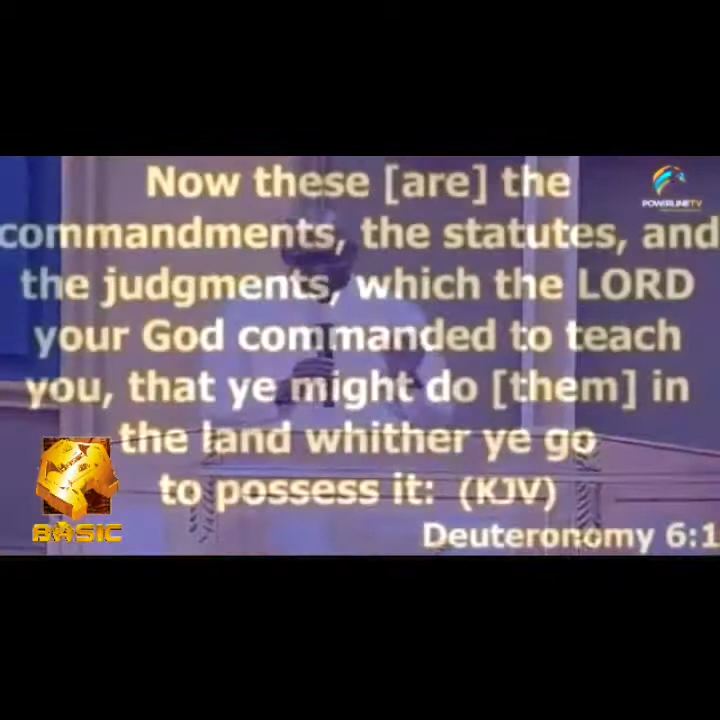 Now these [are] the
commandments, the statutes, and
the judgments, which the LORD
your God commanded to teach
you, that ye might do [them] in
the land whither ye go
to possess it: (KJV)
Deuteronomy 6:1
POWERLINETV
BASIC